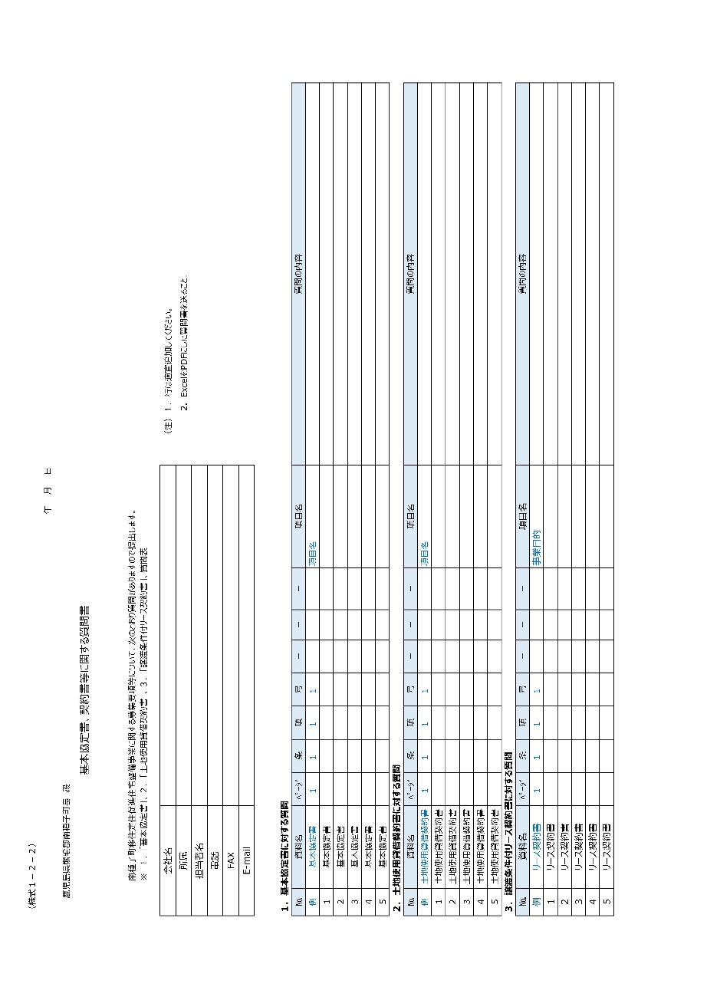 （様式１－２－２）
年　月　日
鹿児島県熊毛郡南種子町長　殿
基本協定書、契約書等に関する質問書
南種子町移住定住促進住宅整備事業に関する募集要項等について、次のとおり質問がありますので提出します。
※　１．「基本協定書」、２．「土地使用貸借契約書」、３．「譲渡条件付リース契約書」、質問表
会社名
所属
担当者名
電話
FAX
E-mail
（注）１．行は適宜追加してください。
２．ExcelをPDFにした質問書を送ること。
１．基本協定書に対する質問
No. 資料名 ページ 条 項 号 － － － 項目名 質問の内容
例 基本協定書 1 1 1 1 項目名
1 基本協定書
2 基本協定書
3 基本協定書
4 基本協定書
5 基本協定書
２．土地使用貸借契約書に対する質問
No. 資料名 ページ 条 項 号 － － － 項目名 質問の内容
例 土地使用貸借契約書 1 1 1 1 項目名
1 土地使用貸借契約書
2 土地使用貸借契約書
3 土地使用貸借契約書
4 土地使用貸借契約書
5 土地使用貸借契約書
３．譲渡条件付リース契約書に対する質問
No. 資料名 ページ 条 項 号 － － － 項目名 質問の内容
例 リース契約書 1 1 1 1 事業目的
1 リース契約書
2 リース契約書
3 リース契約書
4 リース契約書
5 リース契約書